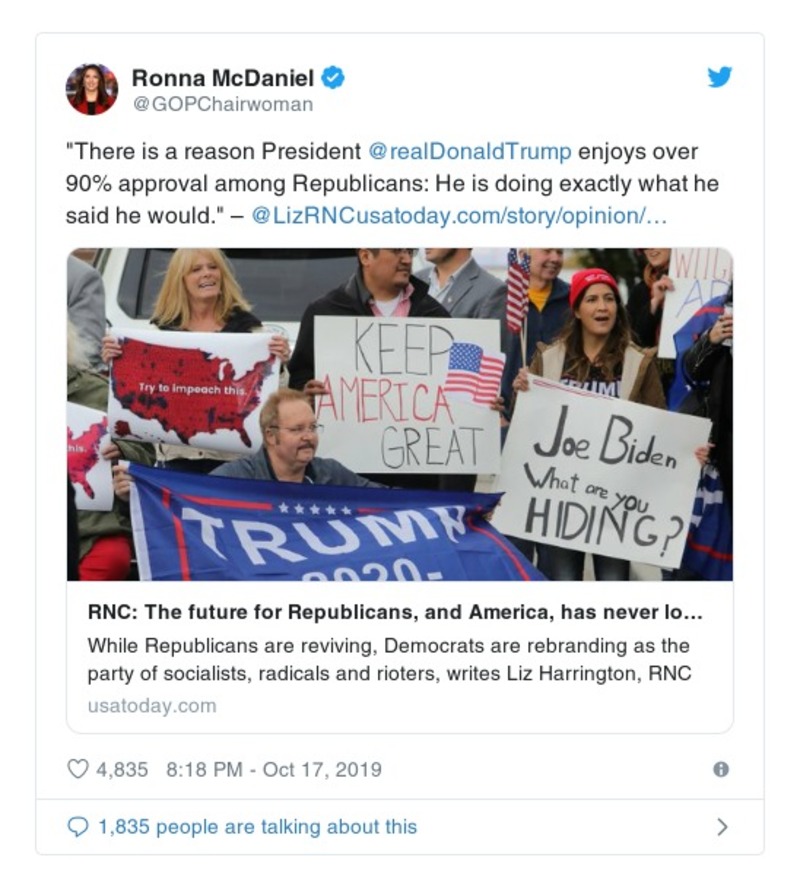 Ronna McDaniel
@GOPChairwoman
"There is a reason President @realDonaldTrump enjoys over
90% approval among Republicans: He is doing exactly what he
said he would." – @LizRNCusatoday.com/story/opinion/…
Try to impeach this.
his.
KEEP
AMERICA
GREAT
TRUMP
2020-
TRUMP
Joe Biden
What are you
HIDING?
RNC: The future for Republicans, and America, has never lo…
While Republicans are reviving, Democrats are rebranding as the
party of socialists, radicals and rioters, writes Liz Harrington, RNC
usatoday.com
4,835 8:18 PM - Oct 17, 2019
1,835 people are talking about this